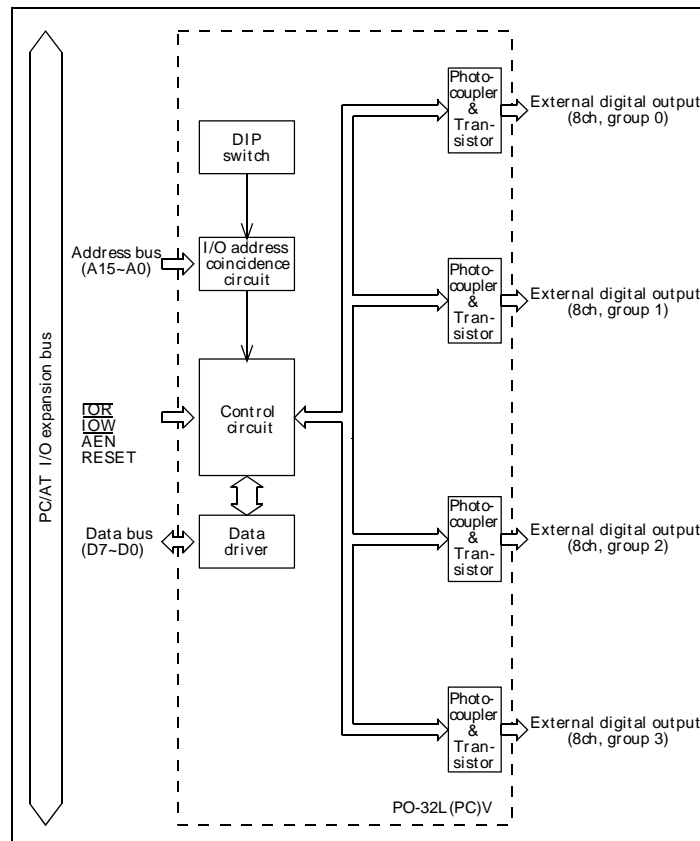 PC/AT I/O expansion bus
DIP
switch
Address bus
(A15~A0)
I/O address
coincidence
circuit
IOR
IOW
AEN
RESET
Control
circuit
Data bus
(D7~D0)
Data
driver
Photo-
coupler
&
Tran-
sistor
External digital output
(8ch, group 0)
Photo-
coupler
&
Tran-
sistor
External digital output
(8ch, group 1)
Photo-
coupler
&
Tran-
sistor
External digital output
(8ch, group 2)
Photo-
coupler
&
Tran-
sistor
External digital output
(8ch, group 3)
PO-32L(PC)V